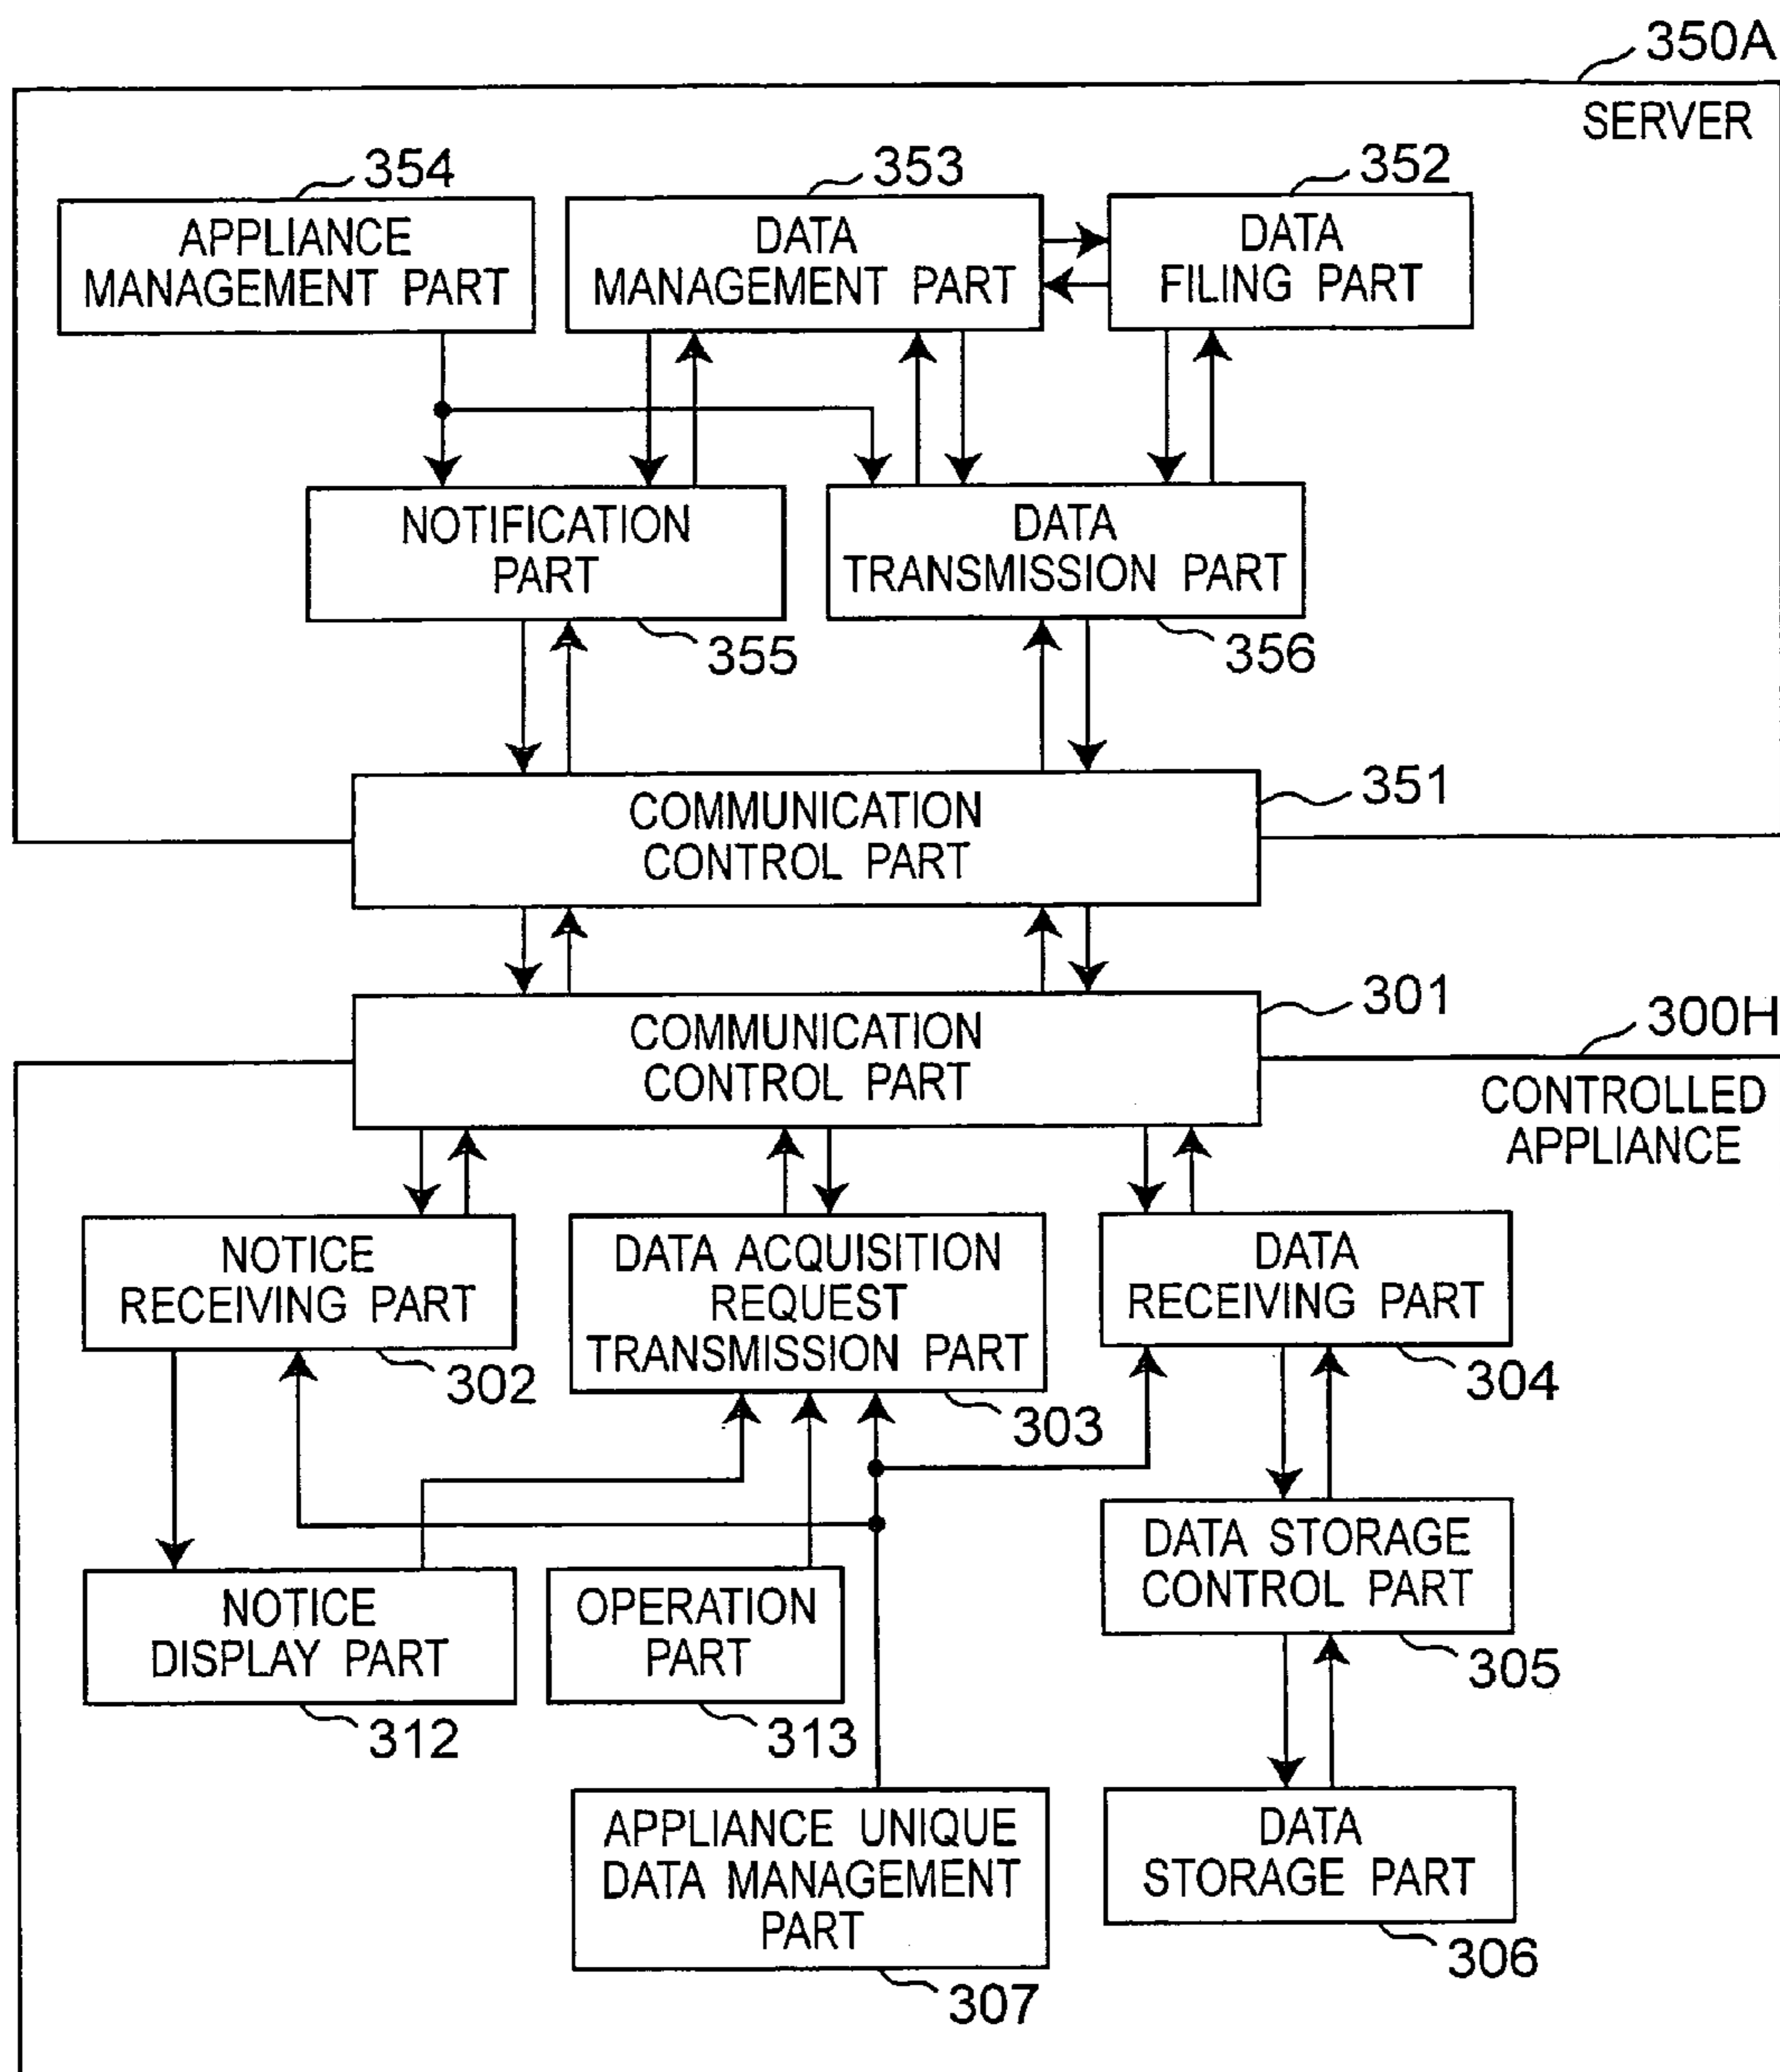 350A
SERVER
354
353
352
APPLIANCE
MANAGEMENT PART
DATA
MANAGEMENT PART
DATA
FILING PART
NOTIFICATION
PART
DATA
TRANSMISSION PART
355
356
COMMUNICATION
CONTROL PART
351
COMMUNICATION
CONTROL PART
301
300H
CONTROLLED
APPLIANCE
NOTICE
RECEIVING PART
DATA ACQUISITION
REQUEST
TRANSMISSION PART
DATA
RECEIVING PART
302
303
304
NOTICE
DISPLAY PART
OPERATION
PART
DATA STORAGE
CONTROL PART
312
313
305
APPLIANCE UNIQUE
DATA MANAGEMENT
PART
DATA
STORAGE PART
307
306